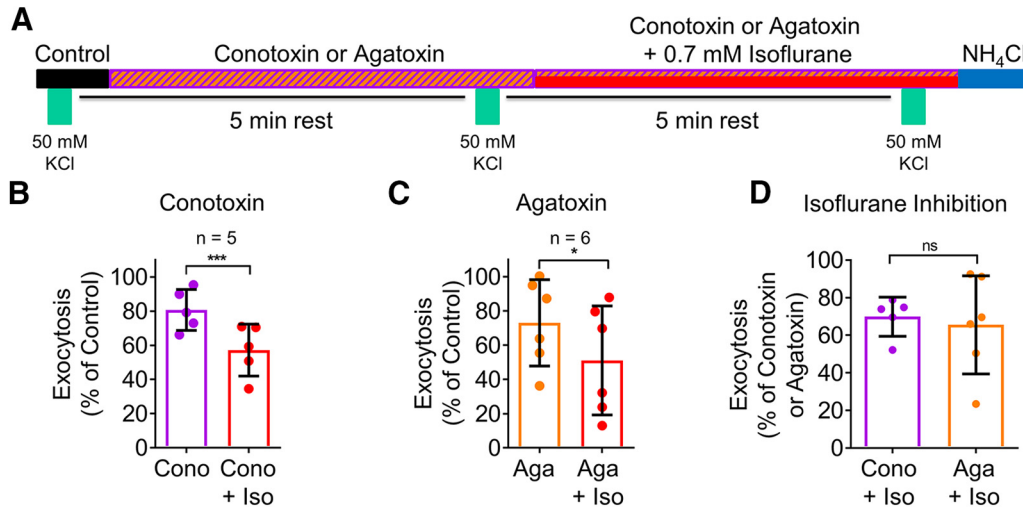 A
Control
Conotoxin or Agatoxin
Conotoxin or Agatoxin
+ 0.7 mM Isoflurane
NH4Cl
50 mM
KCl
5 min rest
50 mM
KCl
5 min rest
50 mM
KCl
B
Conotoxin
n = 5
***
Exocytosis
(% of Control)
100
80
60
40
20
0
Cono
Cono
+ Iso
C
Agatoxin
n = 6
*
Exocytosis
(% of Control)
100
80
60
40
20
0
Aga
Aga
+ Iso
D
Isoflurane Inhibition
ns
Exocytosis
(% of Conotoxin
or Agatoxin)
100
80
60
40
20
0
Cono
+ Iso
Aga
+ Iso